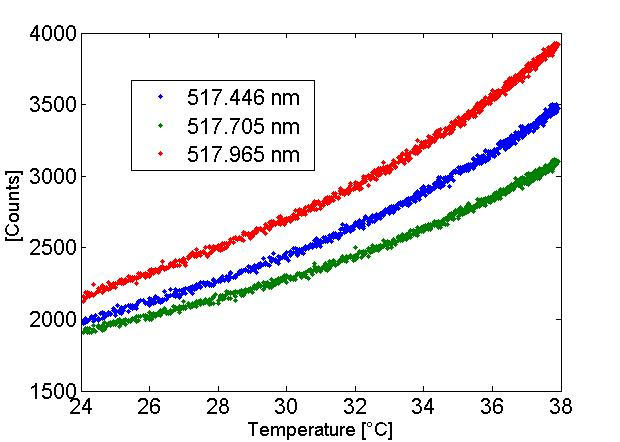 4000
3500
3000
2500
2000
1500
[Counts]
517.446 nm
517.705 nm
517.965 nm
24 26 28 30 32 34 36 38
Temperature [°C]